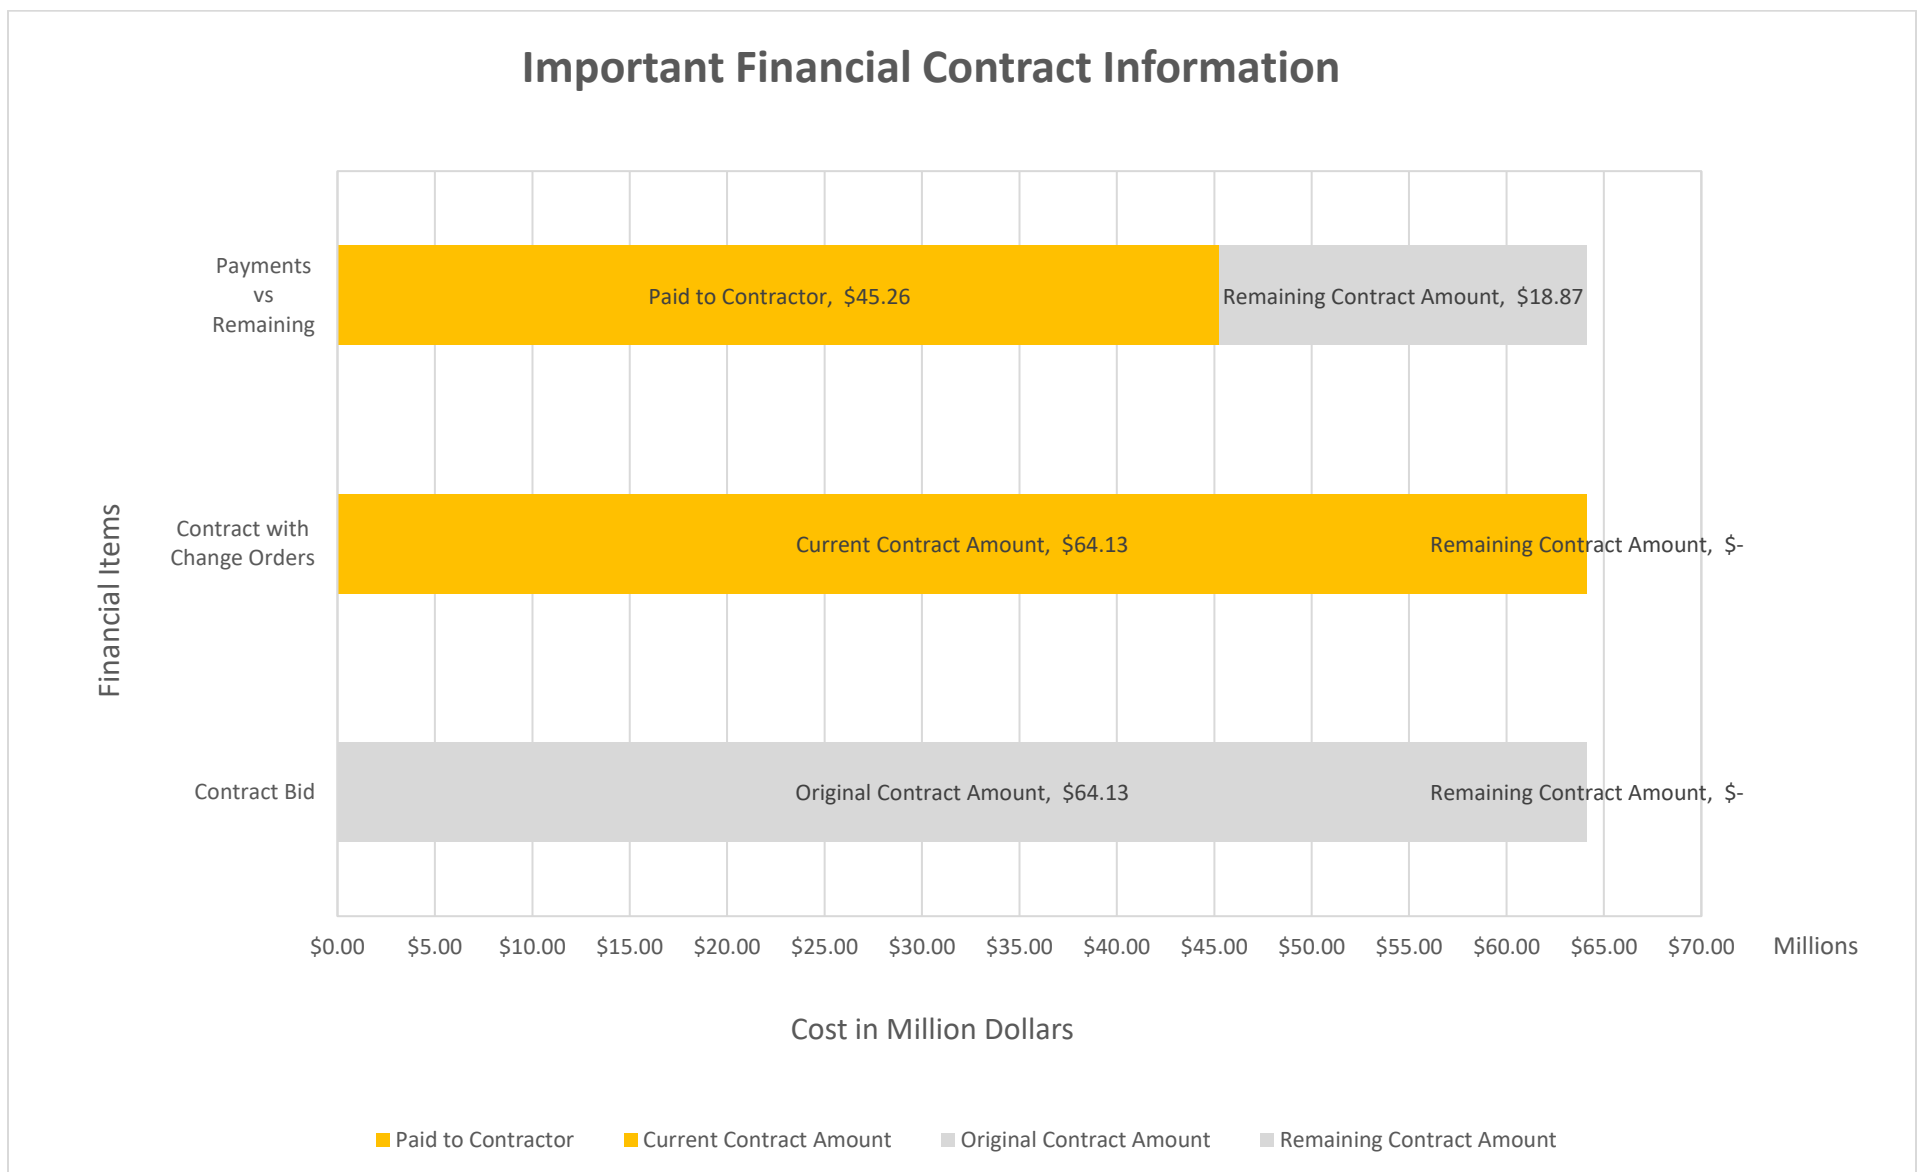 Important Financial Contract Information
Payments
vs
Remaining
Paid to Contractor,  $45.26
Remaining Contract Amount,  $18.87
Financial Items
Contract with
Change Orders
Current Contract Amount,  $64.13
Remaining Contract Amount,  $-
Contract Bid
Original Contract Amount,  $64.13
Remaining Contract Amount,  $-
$0.00 $5.00 $10.00 $15.00 $20.00 $25.00 $30.00 $35.00 $40.00 $45.00 $50.00 $55.00 $60.00 $65.00 $70.00 Millions
Cost in Million Dollars
Paid to Contractor Current Contract Amount Original Contract Amount Remaining Contract Amount